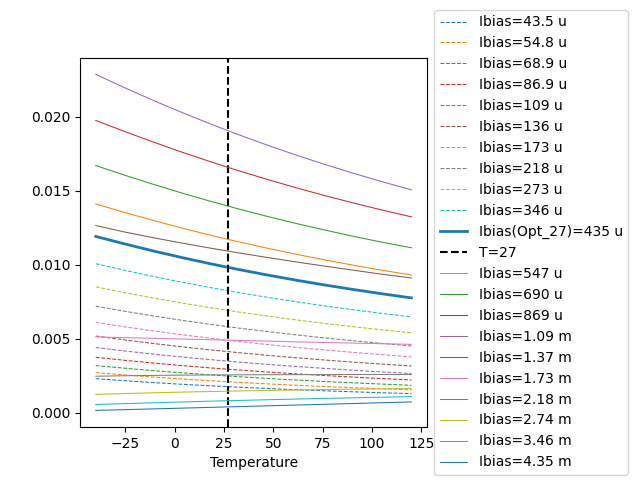 0.020
0.015
0.010
0.005
0.000
−25 0 25 50 75 100 125
Temperature
Ibias=43.5 u
Ibias=54.8 u
Ibias=68.9 u
Ibias=86.9 u
Ibias=109 u
Ibias=136 u
Ibias=173 u
Ibias=218 u
Ibias=273 u
Ibias=346 u
Ibias(Opt_27)=435 u
T=27
Ibias=547 u
Ibias=690 u
Ibias=869 u
Ibias=1.09 m
Ibias=1.37 m
Ibias=1.73 m
Ibias=2.18 m
Ibias=2.74 m
Ibias=3.46 m
Ibias=4.35 m